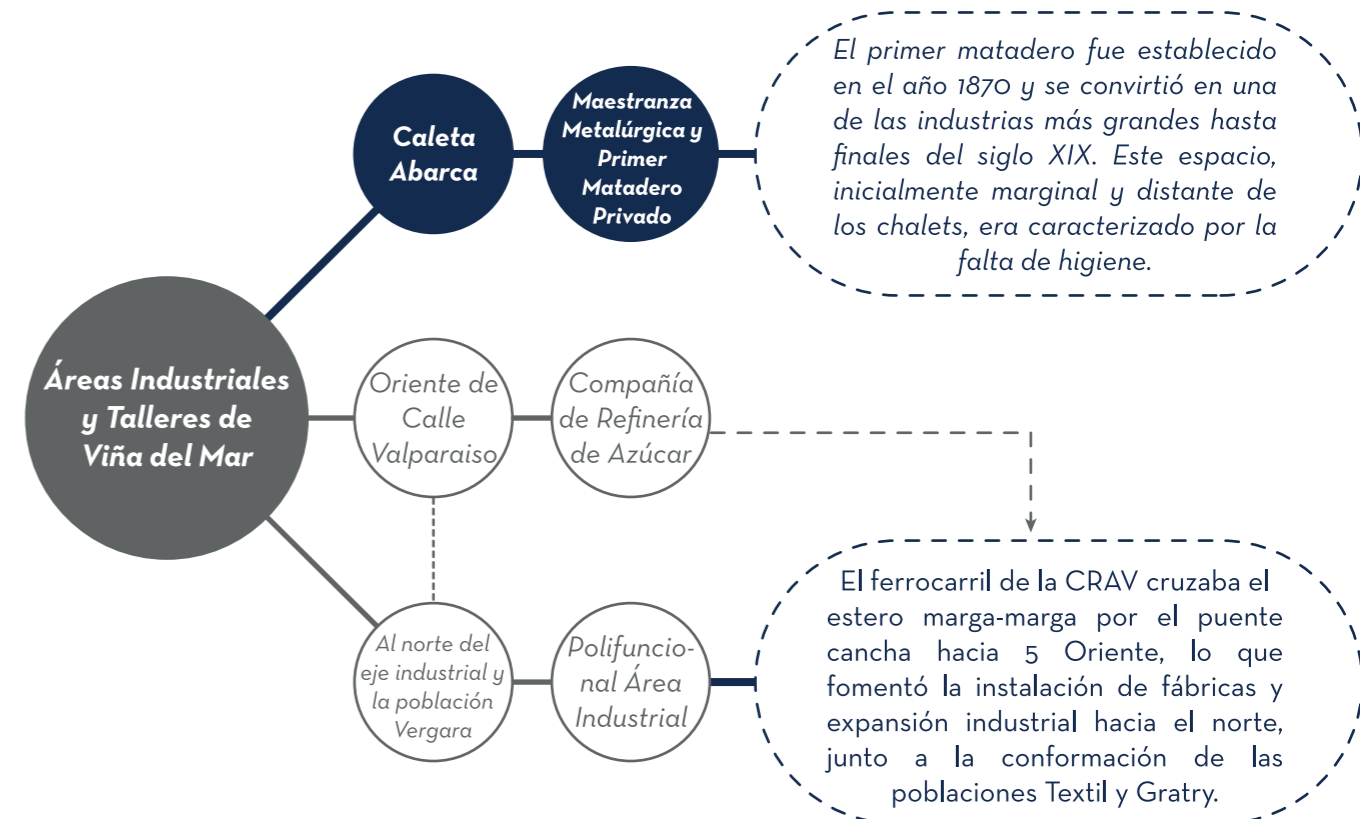 Áreas Industriales
y Talleres de
Viña del Mar
Caleta
Abarca
Maestranza
Metalúrgica y
Primer
Matadero
Privado
El primer matadero fue establecido
en el año 1870 y se convirtió en una
de las industrias más grandes hasta
finales del siglo XIX. Este espacio,
inicialmente marginal y distante de
los chalets, era caracterizado por la
falta de higiene.
Oriente de
Calle
Valparaiso
Compañía
de Refinería
de Azúcar
Al norte del
eje industrial y
la población
Vergara
Polifuncio-
nal Área
Industrial
El ferrocarril de la CRAV cruzaba el
estero marga-marga por el puente
cancha hacia 5 Oriente, lo que
fomentó la instalación de fábricas y
expansión industrial hacia el norte,
junto a la conformación de las
poblaciones Textil y Gratry.